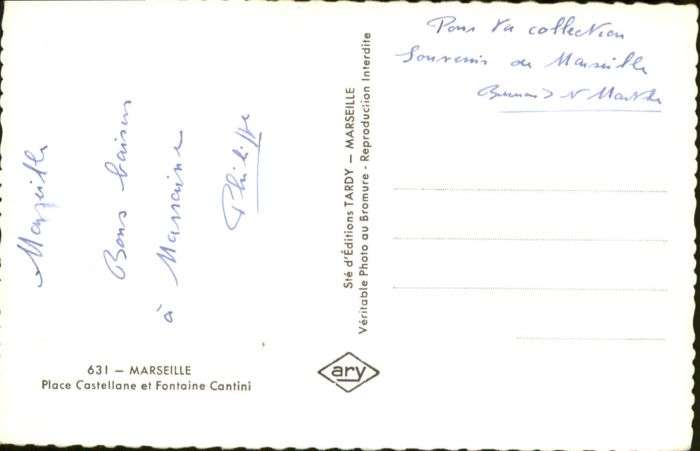 Marseille
Bons baisers
à Marraine
Philippe
631 — MARSEILLE
Place Castellane et Fontaine Cantini
Sté d'Éditions TARDY — MARSEILLE
Véritable Photo au Bromure - Reproduction Interdite
ary
Pour ta collection
Souvenir de Marseille